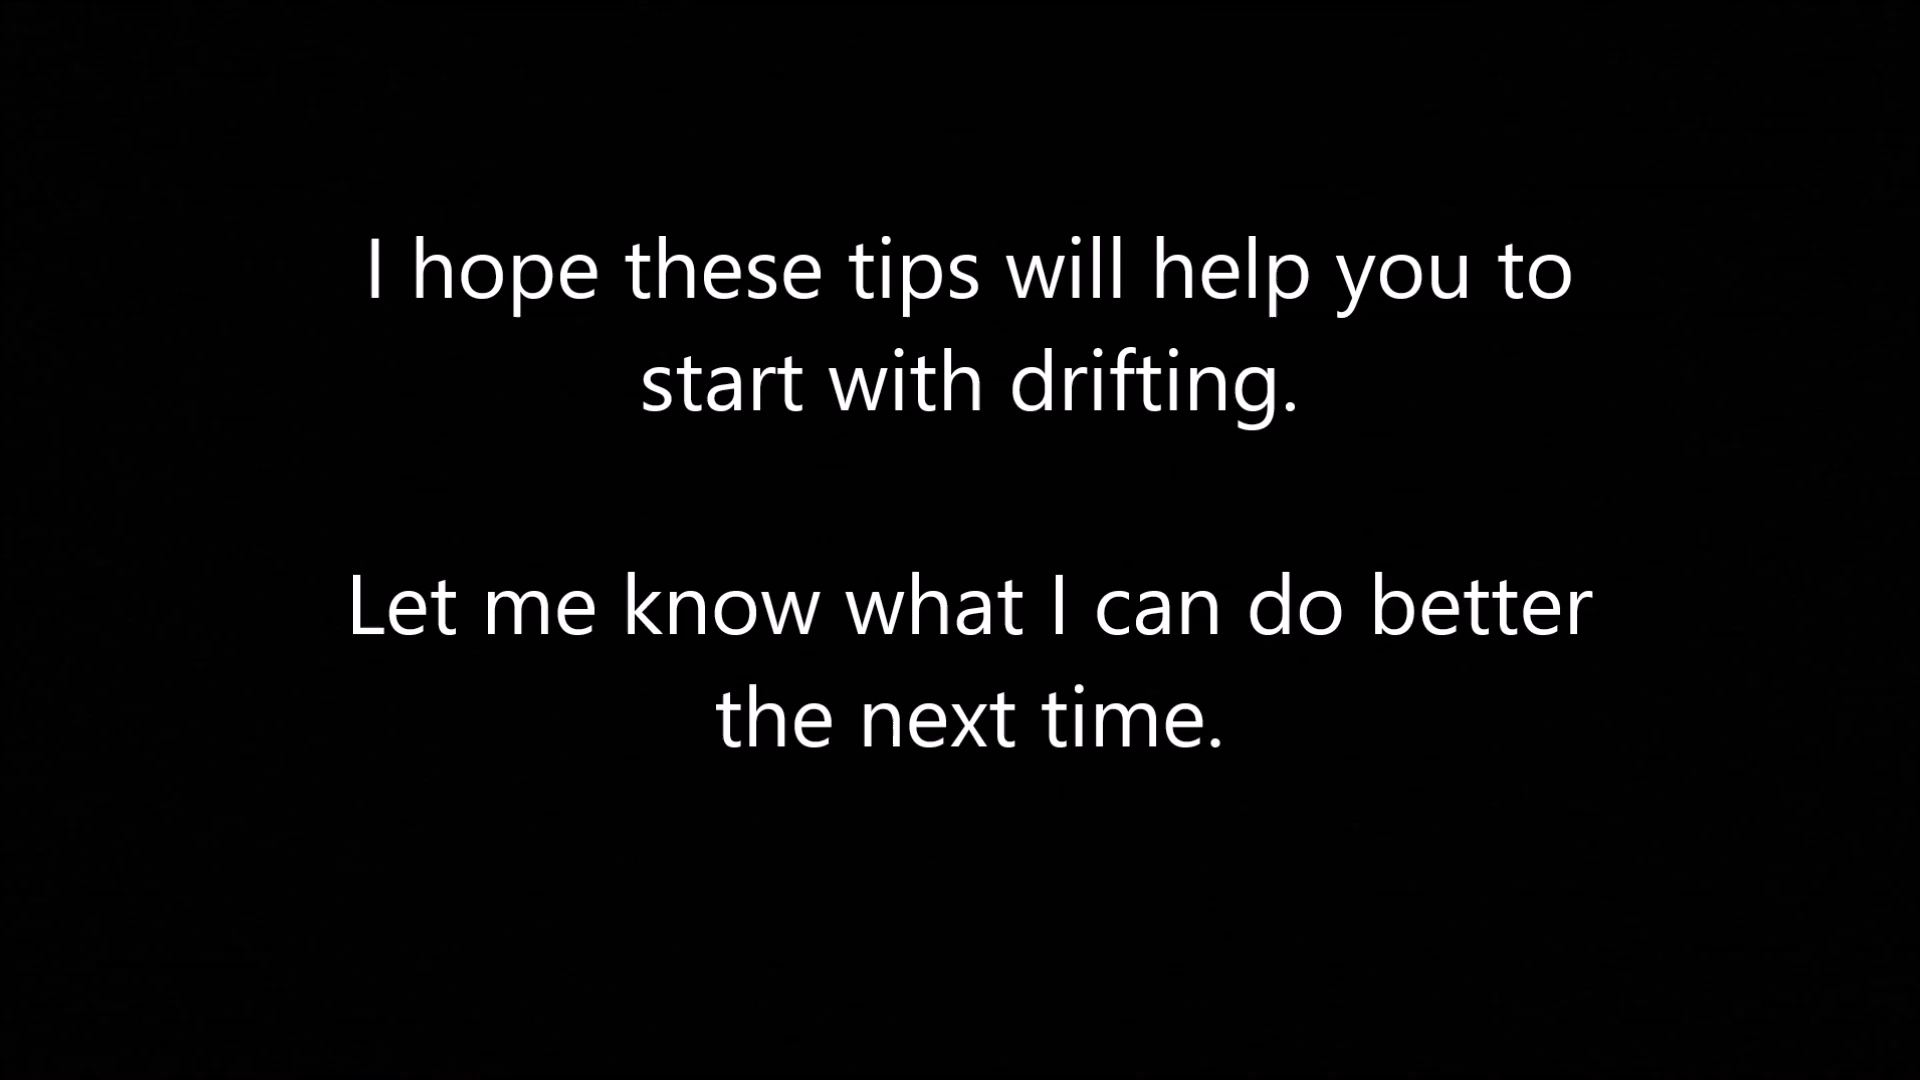 I hope these tips will help you to
start with drifting.
Let me know what I can do better
the next time.